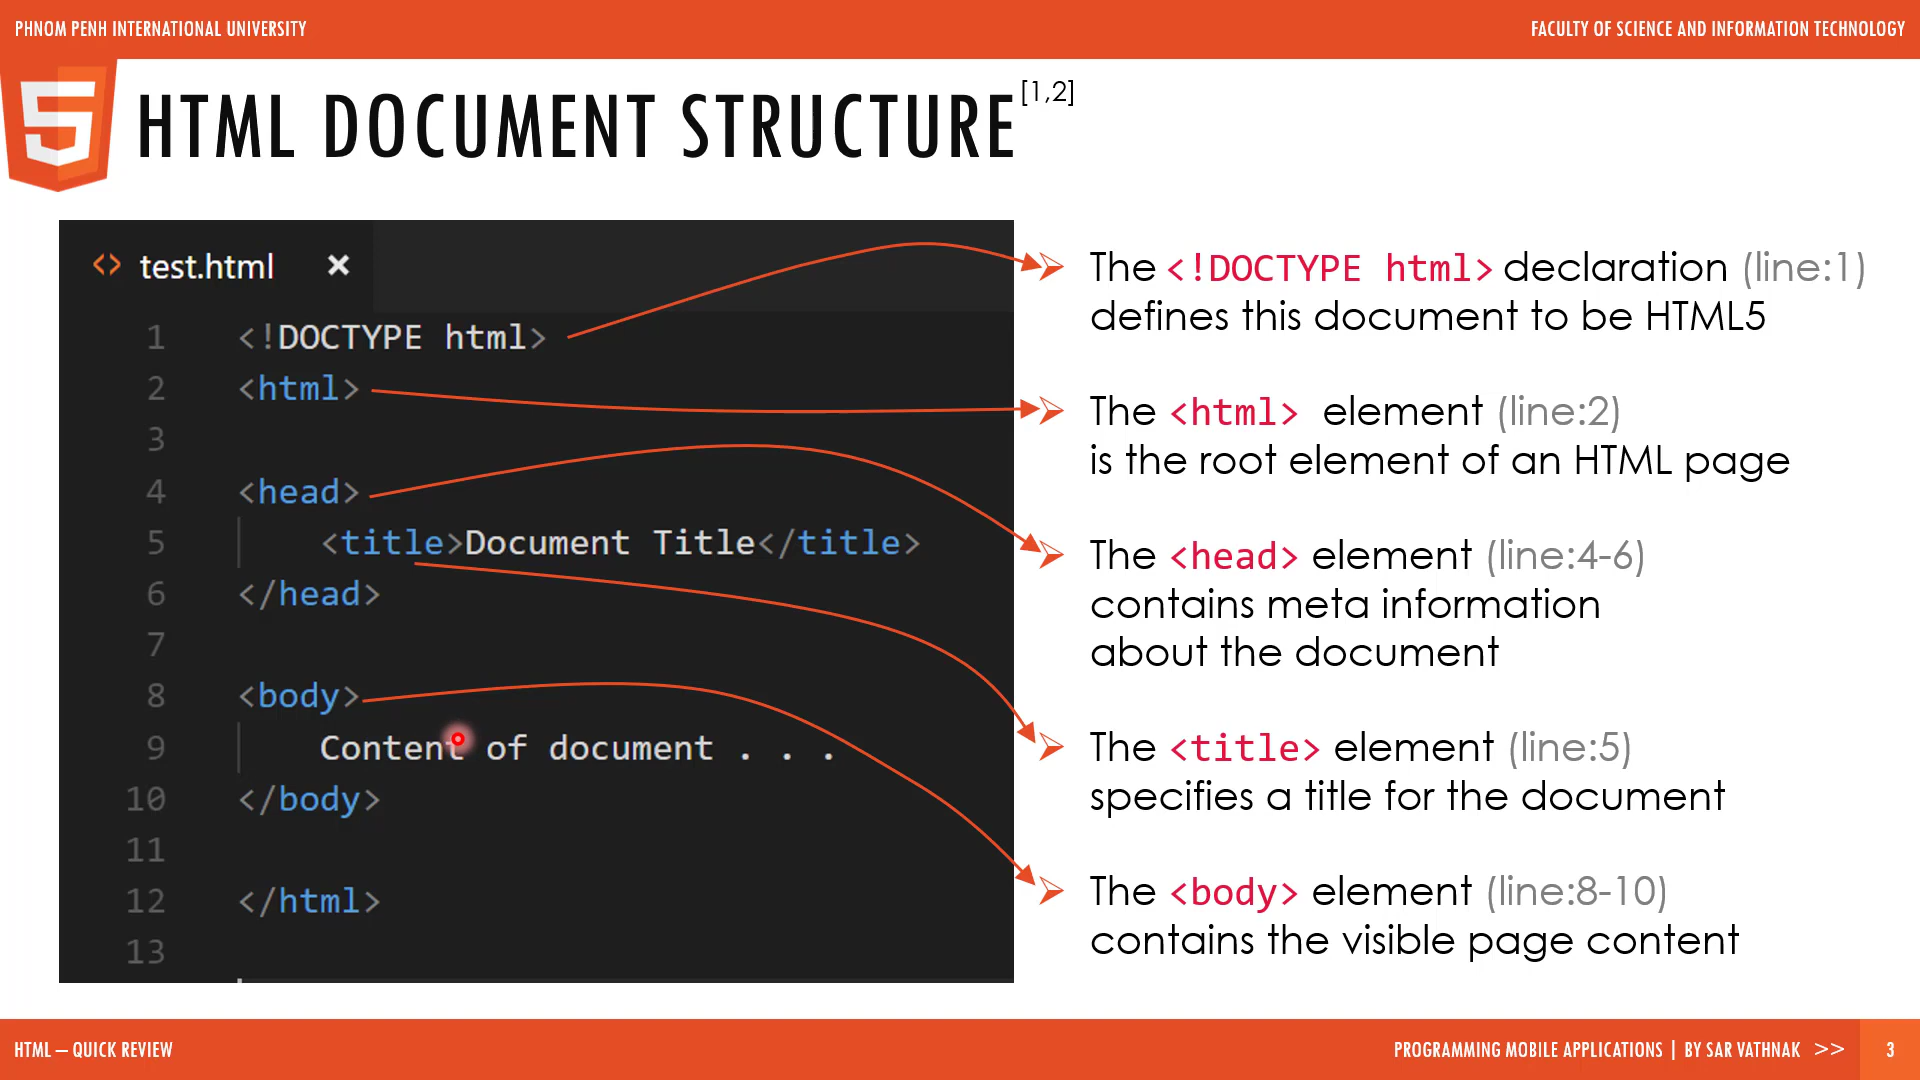 PHNOM PENH INTERNATIONAL UNIVERSITY
FACULTY OF SCIENCE AND INFORMATION TECHNOLOGY
HTML DOCUMENT STRUCTURE [1,2]
test.html
1 <!DOCTYPE html>
2 <html>
3
4 <head>
5 <title>Document Title</title>
6 </head>
7
8 <body>
9 Content of document . . .
10 </body>
11
12 </html>
13
The <!DOCTYPE html> declaration (line:1)
defines this document to be HTML5
The <html> element (line:2)
is the root element of an HTML page
The <head> element (line:4-6)
contains meta information
about the document
The <title> element (line:5)
specifies a title for the document
The <body> element (line:8-10)
contains the visible page content
HTML — QUICK REVIEW
PROGRAMMING MOBILE APPLICATIONS | BY SAR VATHNAK >> 3